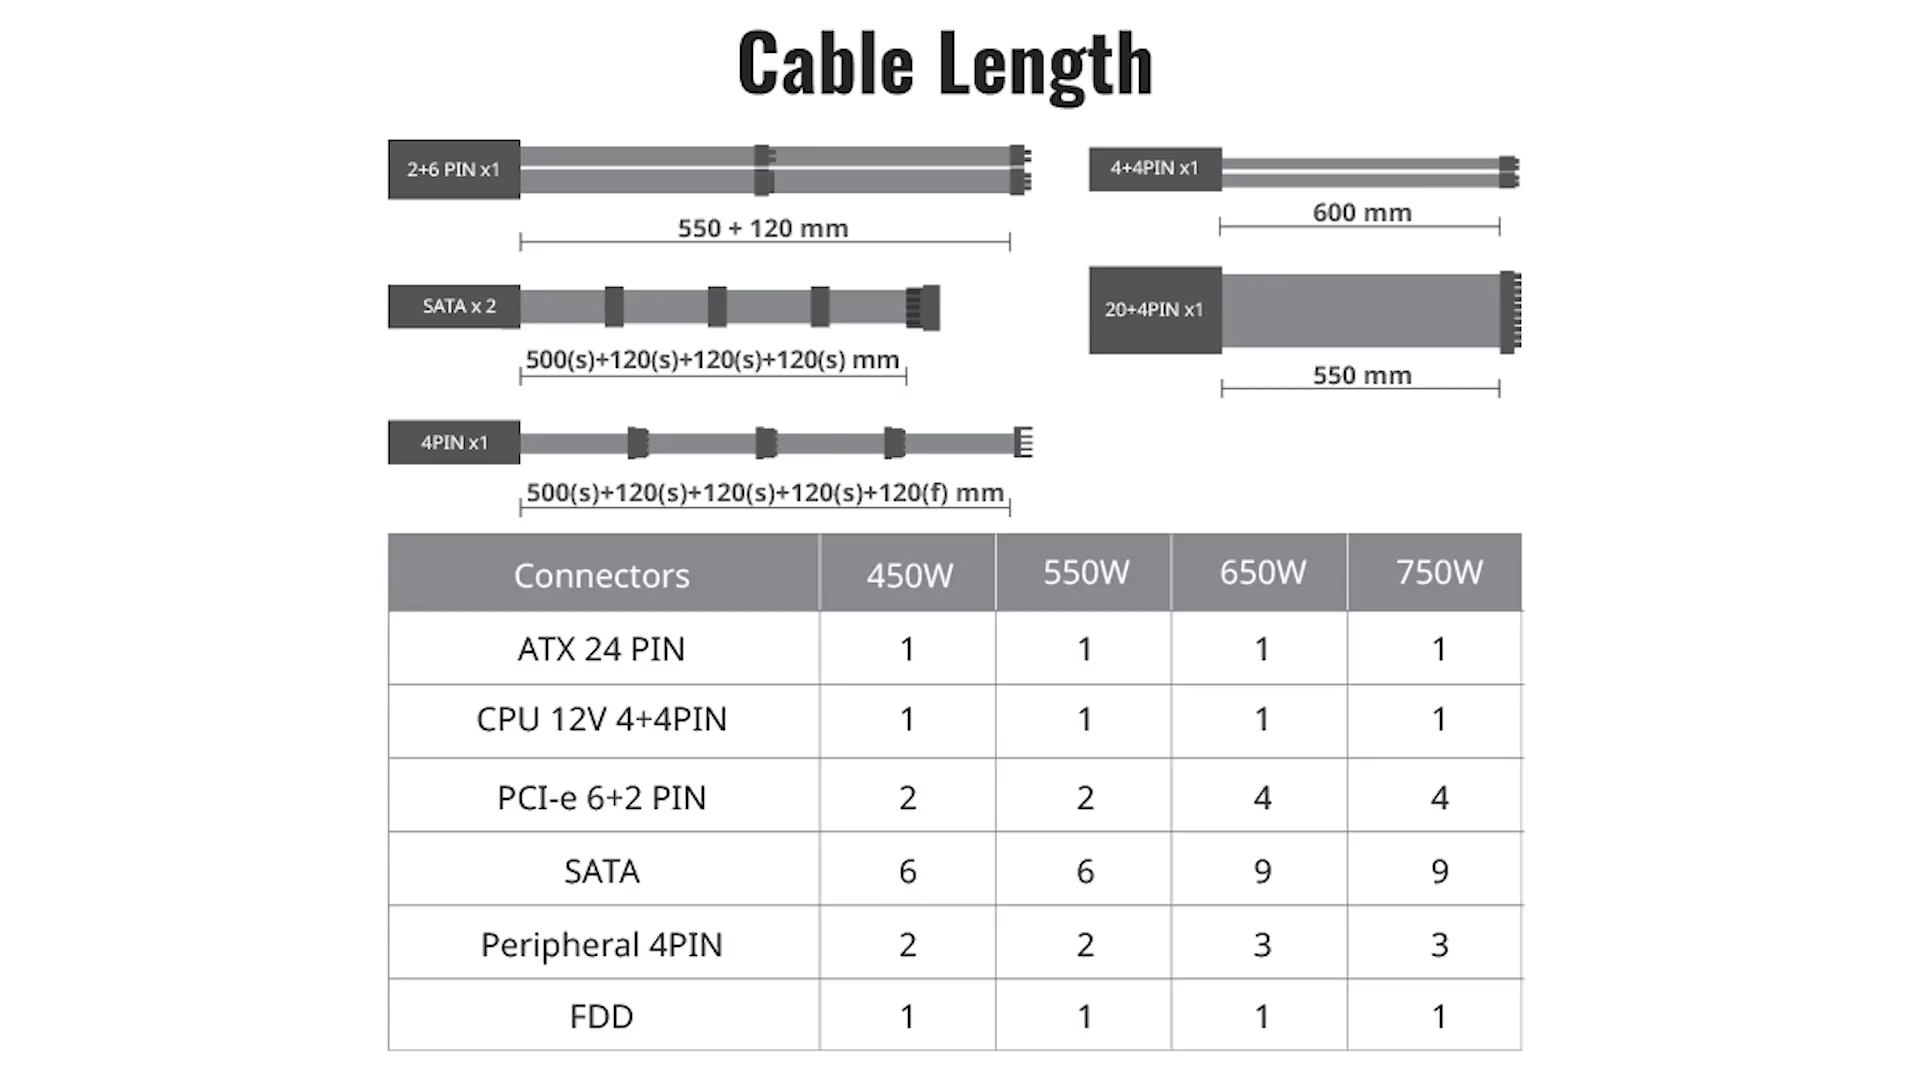 Cable Length
2+6 PIN x1
550 + 120 mm
4+4PIN x1
600 mm
SATA x 2
500(s)+120(s)+120(s)+120(s) mm
20+4PIN x1
550 mm
4PIN x1
500(s)+120(s)+120(s)+120(s)+120(f) mm
Connectors 450W 550W 650W 750W
ATX 24 PIN 1 1 1 1
CPU 12V 4+4PIN 1 1 1 1
PCI-e 6+2 PIN 2 2 4 4
SATA 6 6 9 9
Peripheral 4PIN 2 2 3 3
FDD 1 1 1 1